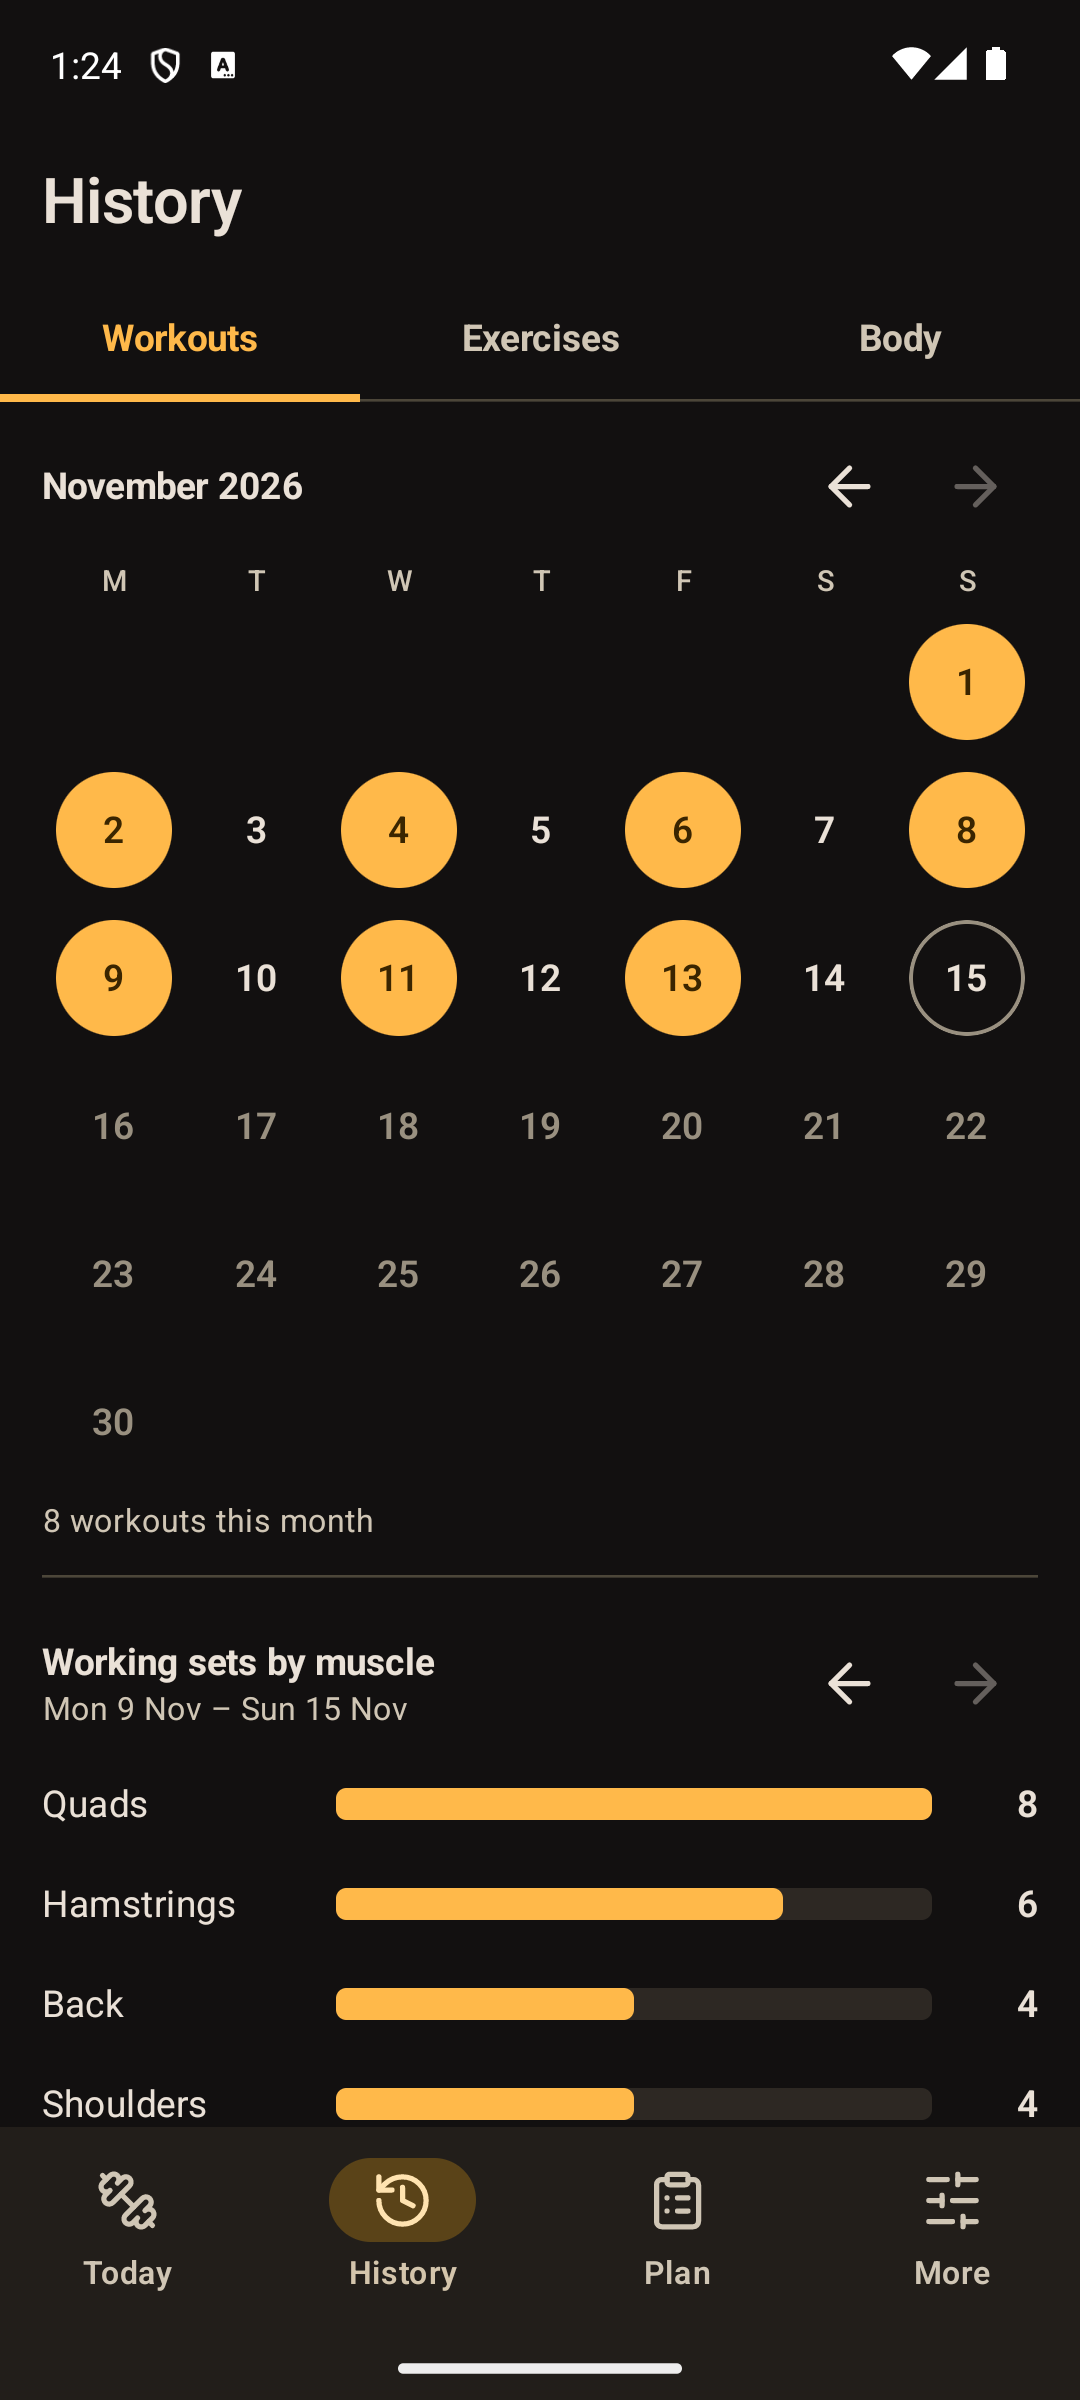 1:24
History
Workouts Exercises Body
November 2026
M T W T F S S
1
2 3 4 5 6 7 8
9 10 11 12 13 14 15
16 17 18 19 20 21 22
23 24 25 26 27 28 29
30
8 workouts this month
Working sets by muscle
Mon 9 Nov – Sun 15 Nov
Quads 8
Hamstrings 6
Back 4
Shoulders 4
Today History Plan More